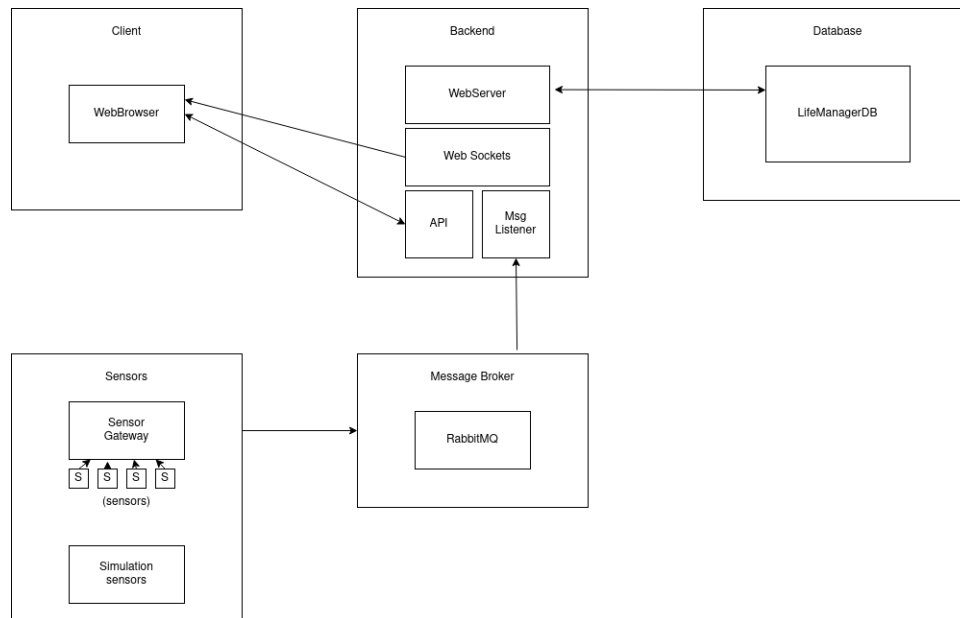 Client
WebBrowser
Backend
WebServer
Web Sockets
API
Msg
Listener
Database
LifeManagerDB
Sensors
Sensor
Gateway
S S S S
(sensors)
Simulation
sensors
Message Broker
RabbitMQ